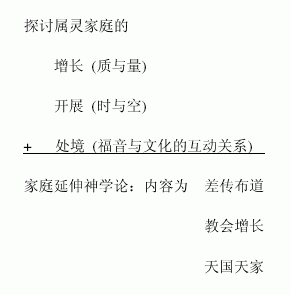 探讨属灵家庭的
增长 (质与量)
开展 (时与空)
+ 处境 (福音与文化的互动关系)
家庭延伸神学论：内容为 差传布道
教会增长
天国天家